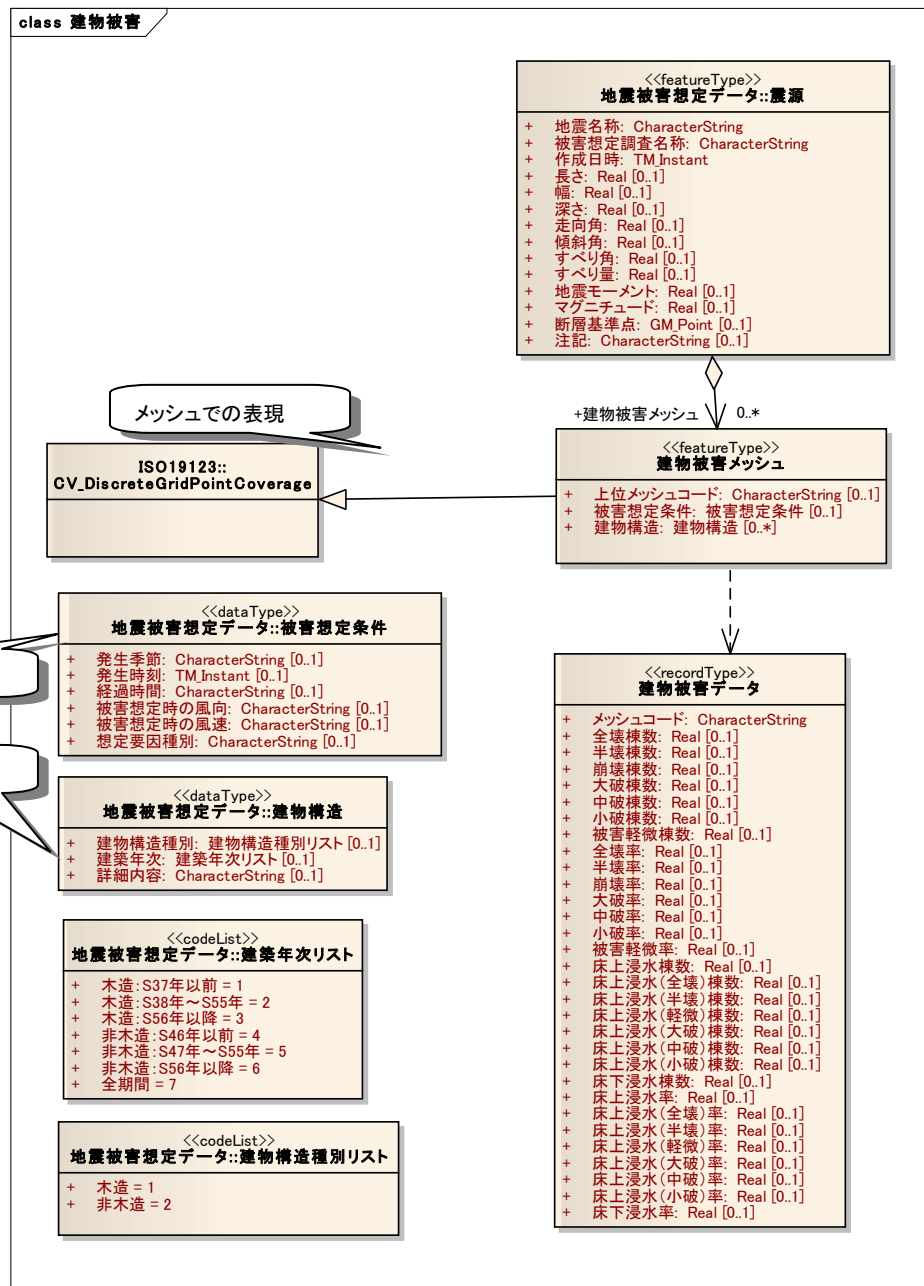 class 建物被害
<<featureType>>
地震被害想定データ::震源
+ 地震名称: CharacterString
+ 被害想定調査名称: CharacterString
+ 作成日時: TM_Instant
+ 長さ: Real [0..1]
+ 幅: Real [0..1]
+ 深さ: Real [0..1]
+ 走向角: Real [0..1]
+ 傾斜角: Real [0..1]
+ すべり角: Real [0..1]
+ すべり量: Real [0..1]
+ 地震モーメント: Real [0..1]
+ マグニチュード: Real [0..1]
+ 断層基準点: GM_Point [0..1]
+ 注記: CharacterString [0..1]
メッシュでの表現
+建物被害メッシュ 0..*
ISO19123::
CV_DiscreteGridPointCoverage
<<featureType>>
建物被害メッシュ
+ 上位メッシュコード: CharacterString [0..1]
+ 被害想定条件: 被害想定条件 [0..1]
+ 建物構造: 建物構造 [0..*]
<<dataType>>
地震被害想定データ::被害想定条件
+ 発生季節: CharacterString [0..1]
+ 発生時刻: TM_Instant [0..1]
+ 経過時間: CharacterString [0..1]
+ 被害想定時の風向: CharacterString [0..1]
+ 被害想定時の風速: CharacterString [0..1]
+ 想定要因種別: CharacterString [0..1]
<<dataType>>
地震被害想定データ::建物構造
+ 建物構造種別: 建物構造種別リスト [0..1]
+ 建築年次: 建築年次リスト [0..1]
+ 詳細内容: CharacterString [0..1]
<<codeList>>
地震被害想定データ::建築年次リスト
+ 木造:S37年以前 = 1
+ 木造:S38年～S55年 = 2
+ 木造:S56年以降 = 3
+ 非木造:S46年以前 = 4
+ 非木造:S47年～S55年 = 5
+ 非木造:S56年以降 = 6
+ 全期間 = 7
<<codeList>>
地震被害想定データ::建物構造種別リスト
+ 木造 = 1
+ 非木造 = 2
<<recordType>>
建物被害データ
+ メッシュコード: CharacterString
+ 全壊棟数: Real [0..1]
+ 半壊棟数: Real [0..1]
+ 崩壊棟数: Real [0..1]
+ 大破棟数: Real [0..1]
+ 中破棟数: Real [0..1]
+ 小破棟数: Real [0..1]
+ 被害軽微棟数: Real [0..1]
+ 全壊率: Real [0..1]
+ 半壊率: Real [0..1]
+ 崩壊率: Real [0..1]
+ 大破率: Real [0..1]
+ 中破率: Real [0..1]
+ 小破率: Real [0..1]
+ 被害軽微率: Real [0..1]
+ 床上浸水棟数: Real [0..1]
+ 床上浸水(全壊)棟数: Real [0..1]
+ 床上浸水(半壊)棟数: Real [0..1]
+ 床上浸水(軽微)棟数: Real [0..1]
+ 床上浸水(大破)棟数: Real [0..1]
+ 床上浸水(中破)棟数: Real [0..1]
+ 床上浸水(小破)棟数: Real [0..1]
+ 床下浸水棟数: Real [0..1]
+ 床上浸水率: Real [0..1]
+ 床上浸水(全壊)率: Real [0..1]
+ 床上浸水(半壊)率: Real [0..1]
+ 床上浸水(軽微)率: Real [0..1]
+ 床上浸水(大破)率: Real [0..1]
+ 床上浸水(中破)率: Real [0..1]
+ 床上浸水(小破)率: Real [0..1]
+ 床下浸水率: Real [0..1]